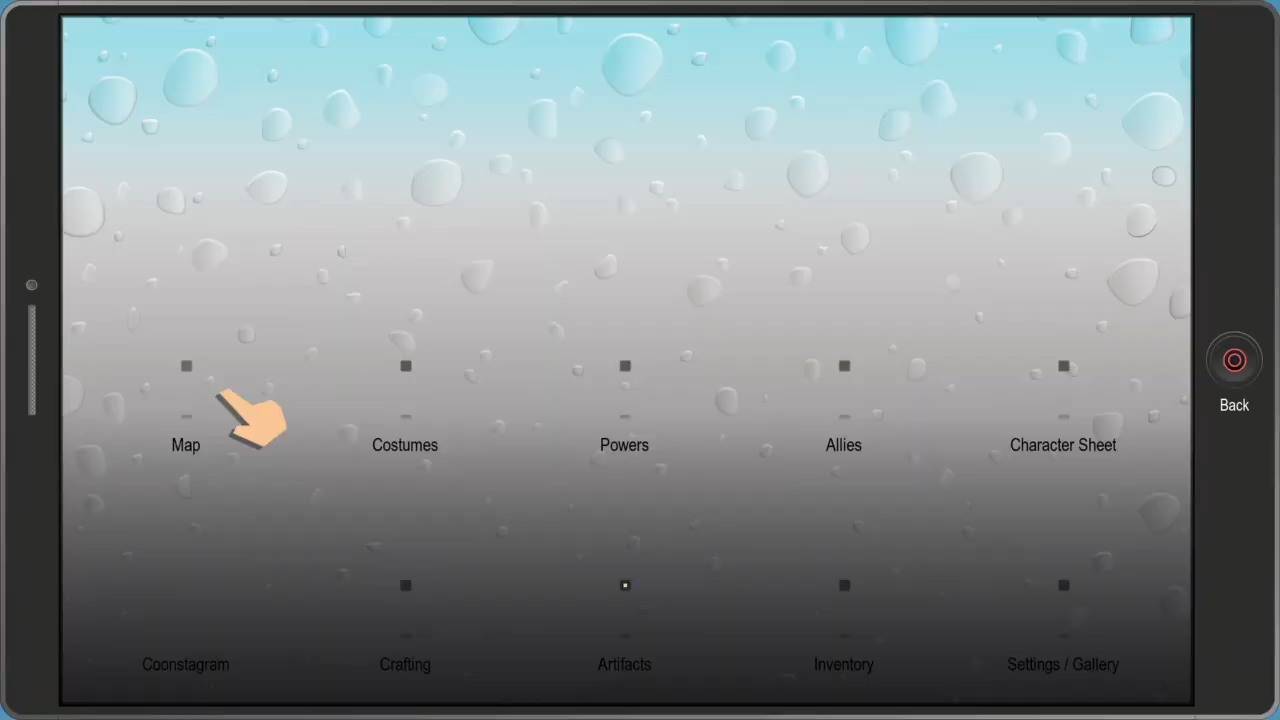 Back
Map
Costumes
Powers
Allies
Character Sheet
Coonstagram
Crafting
Artifacts
Inventory
Settings / Gallery